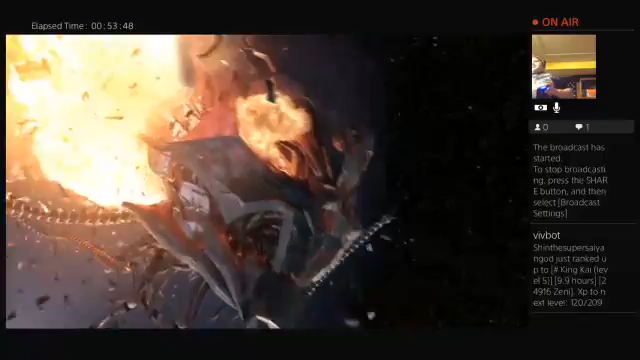 Elapsed Time : 00 : 53 : 48
ON AIR
0 1
The broadcast has
started.
To stop broadcasti
ng, press the SHAR
E button, and then
select [Broadcast
Settings]
vivbot
Shinthesupersaiya
ngod just ranked u
p to [# King Kai (lev
el 5)] [9.9 hours] [2
4916 Zeni]. Xp to n
ext level: 120/209